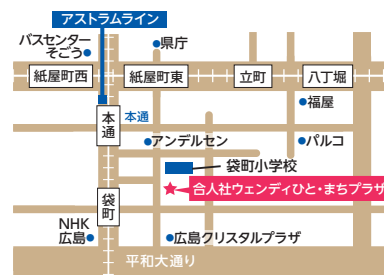 アストラムライン
バスセンター
そごう
県庁
紙屋町西
紙屋町東
立町
八丁堀
福屋
本通
本通
アンデルセン
パルコ
袋町小学校
合人社ウェンディひと・まちプラザ
袋町
NHK
広島
広島クリスタルプラザ
平和大通り